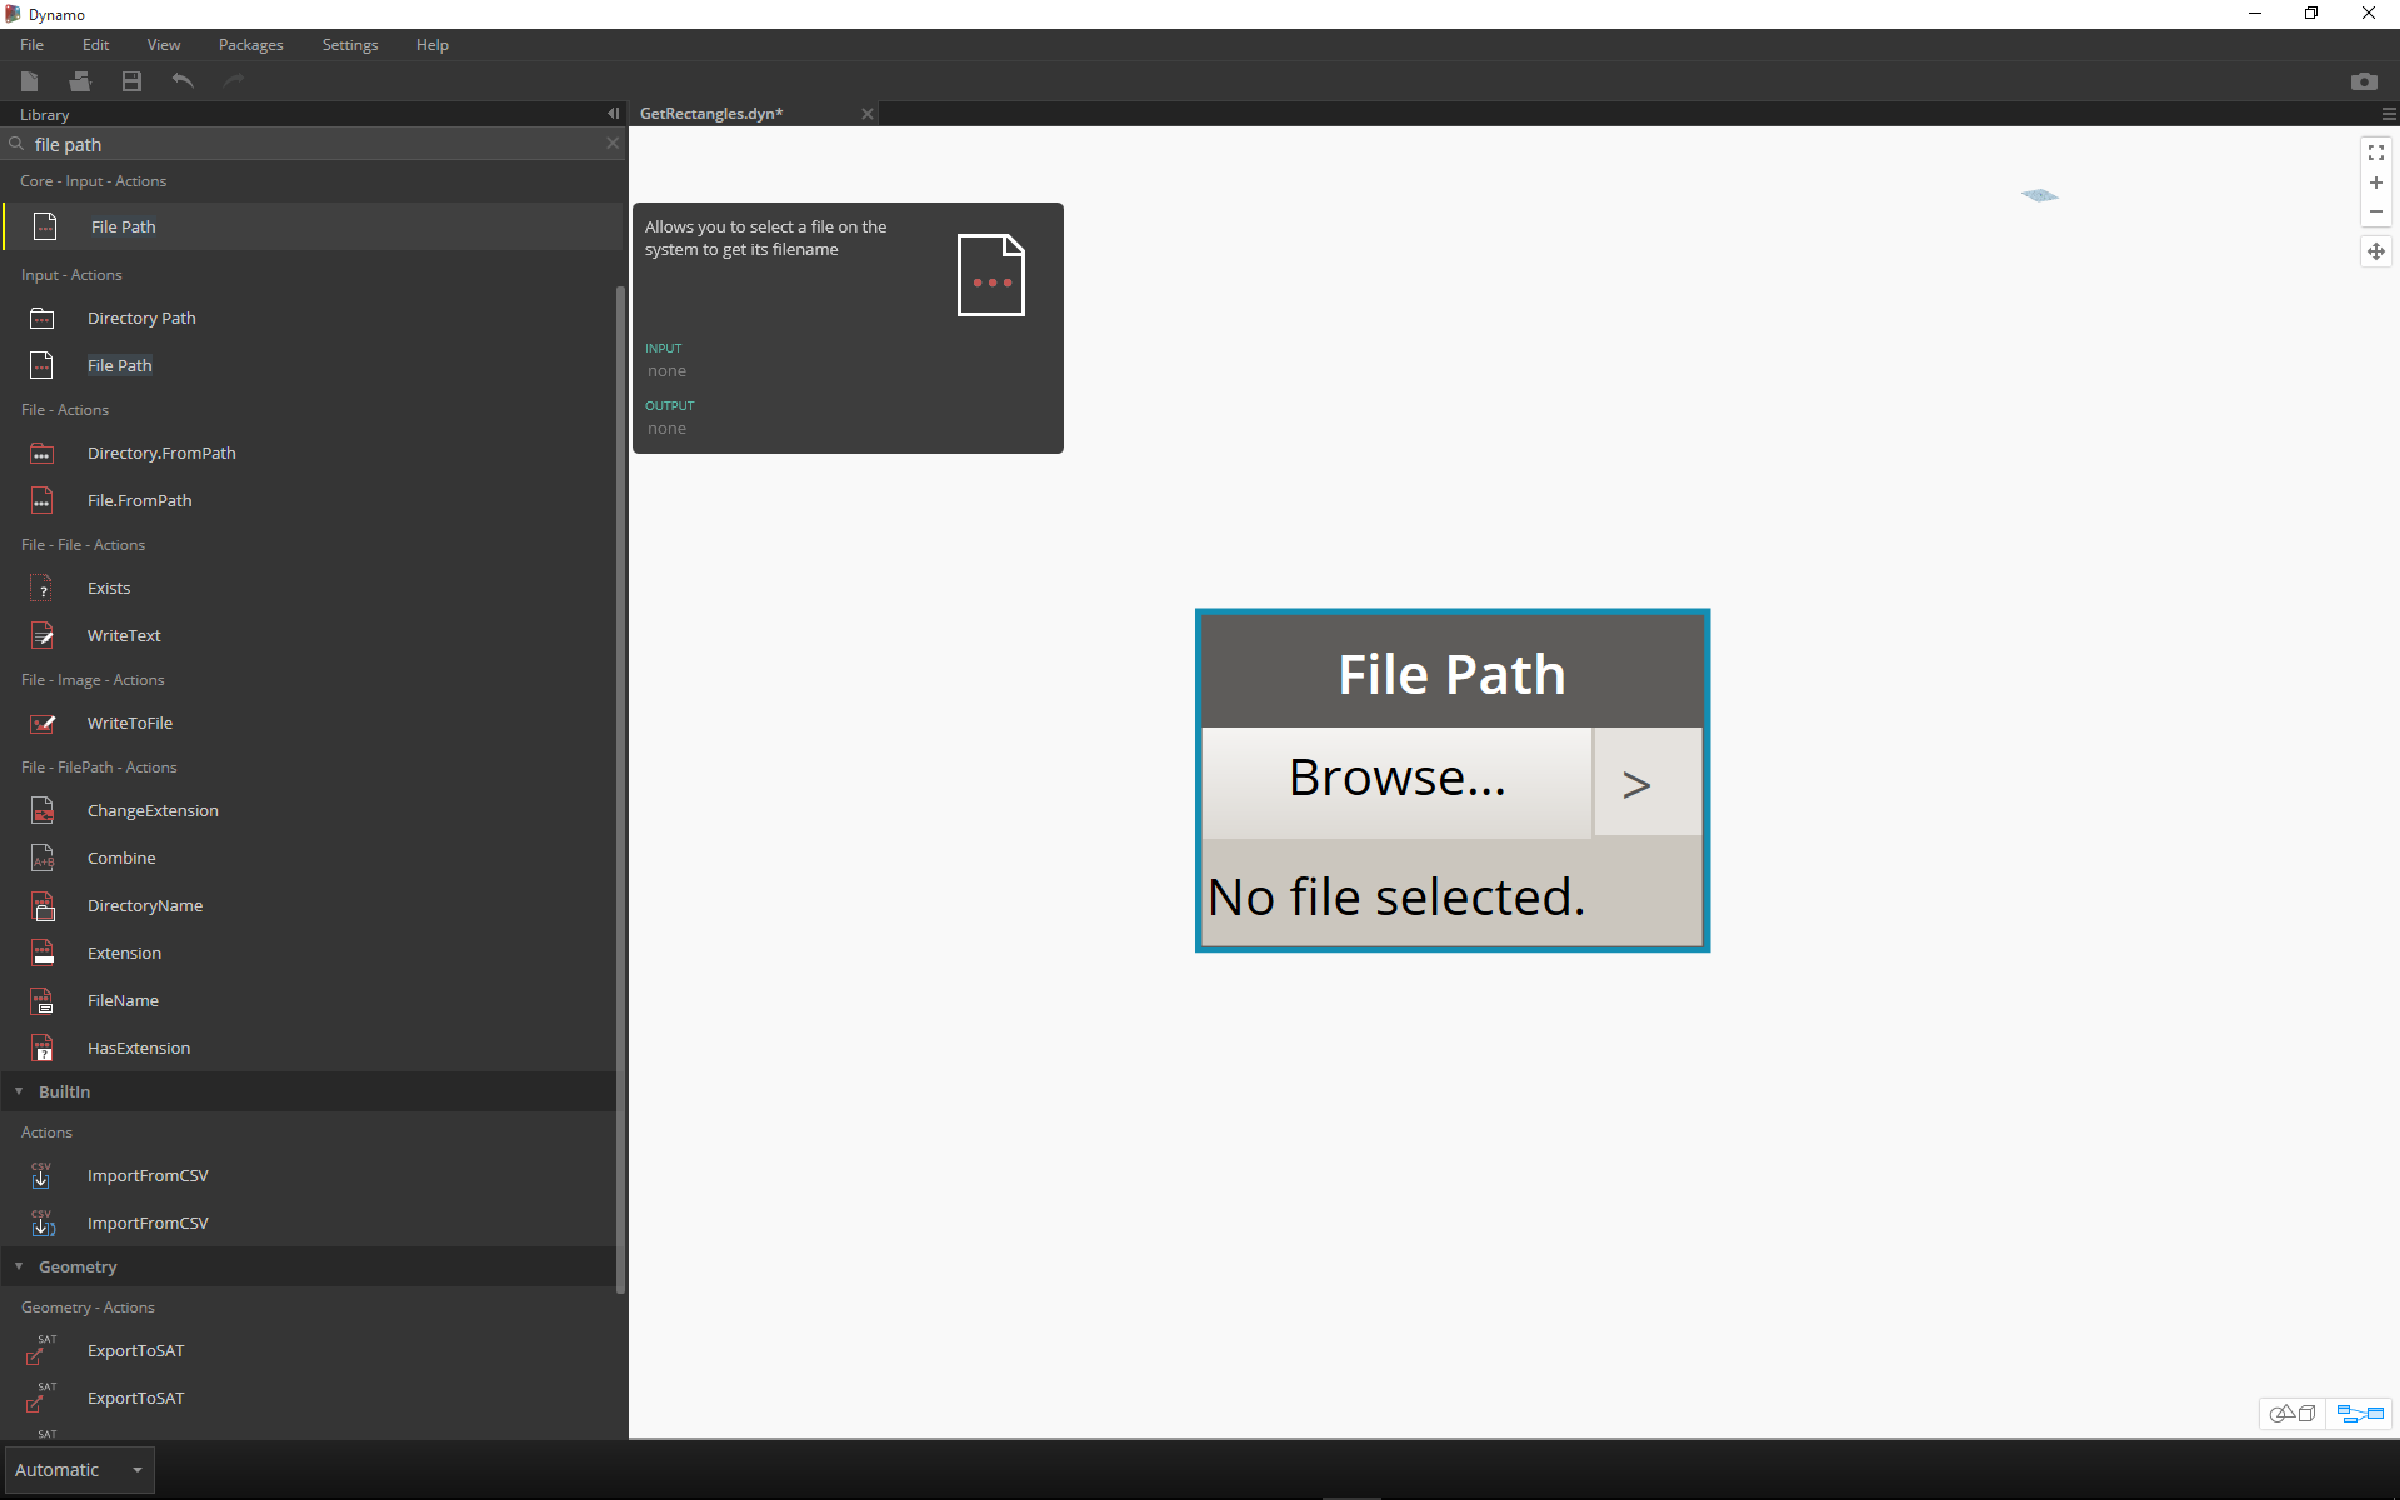 Dynamo
File Edit View Packages Settings Help
Library
GetRectangles.dyn*
file path
Core - Input - Actions
File Path
Input - Actions
Directory Path
File Path
File - Actions
Directory.FromPath
File.FromPath
File - File - Actions
Exists
WriteText
File - Image - Actions
WriteToFile
File - FilePath - Actions
ChangeExtension
A+B
Combine
DirectoryName
Extension
FileName
HasExtension
BuiltIn
Actions
CSV
ImportFromCSV
CSV
ImportFromCSV
Geometry
Geometry - Actions
SAT
ExportToSAT
SAT
ExportToSAT
SAT
Automatic
Allows you to select a file on the
system to get its filename
INPUT
none
OUTPUT
none
File Path
Browse...
>
No file selected.